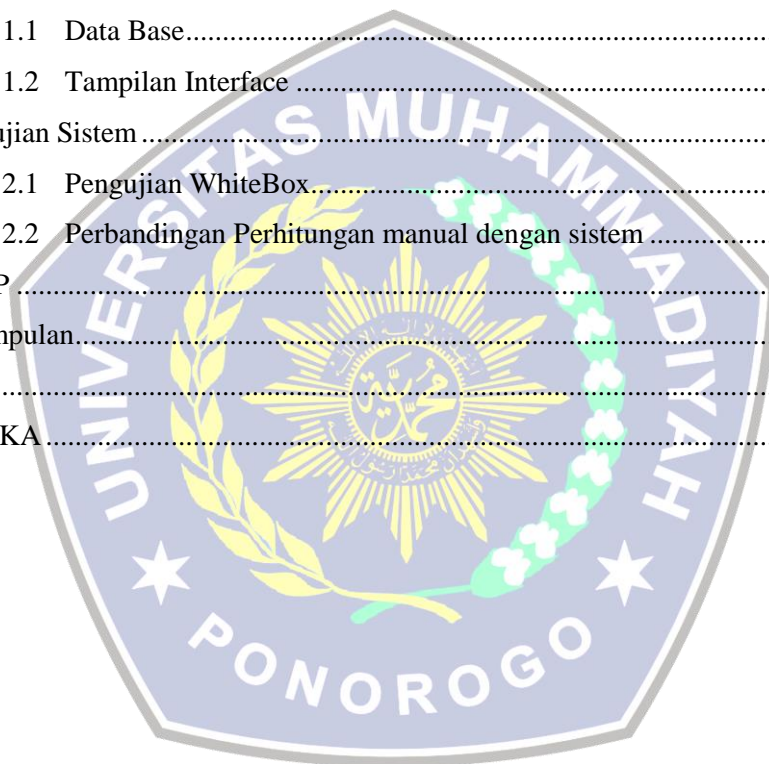 1.1 Data Base................................................................
1.2 Tampilan Interface ................................................................
ujian Sistem ................................................................
2.1 Pengujian WhiteBox................................................................
2.2 Perbandingan Perhitungan manual dengan sistem ..................
P ................................................................
mpulan................................................................
................................................................
KA ................................................................
UNIVERSITAS MUHAMMADIYAH
PONOROGO